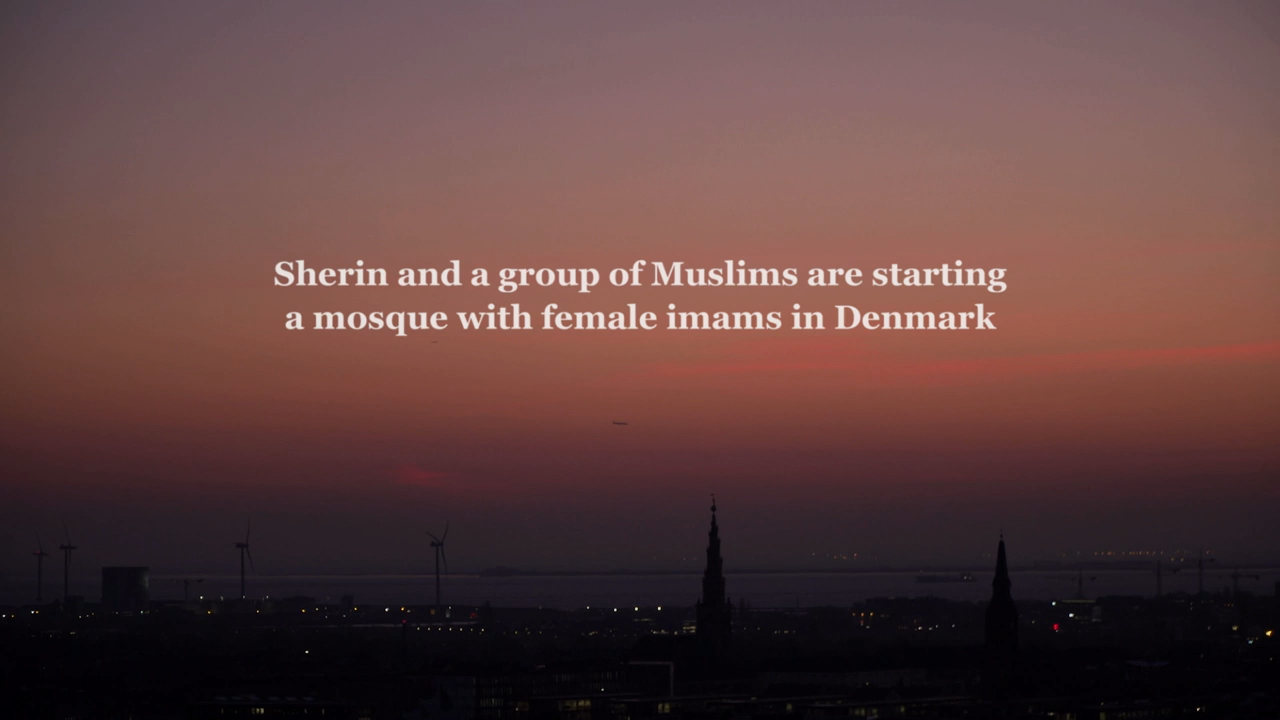 Sherin and a group of Muslims are starting
a mosque with female imams in Denmark